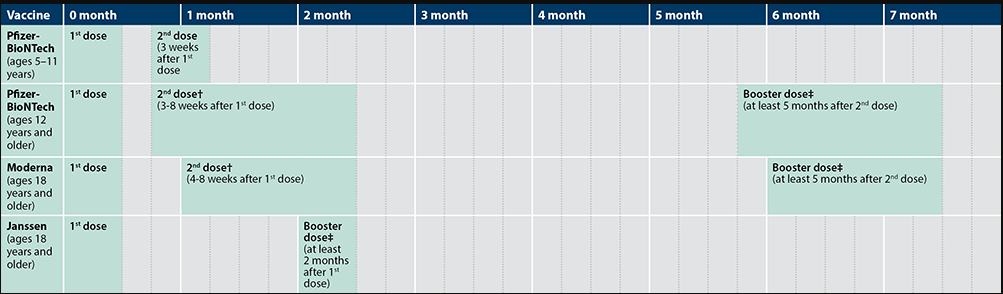 Vaccine 0 month 1 month 2 month 3 month 4 month 5 month 6 month 7 month
Pfizer-
BioNTech
(ages 5–11
years)
1st dose
2nd dose
(3 weeks
after 1st
dose
Pfizer-
BioNTech
(ages 12
years and
older)
1st dose
2nd dose†
(3-8 weeks after 1st dose)
Booster dose‡
(at least 5 months after 2nd dose)
Moderna
(ages 18
years and
older)
1st dose
2nd dose†
(4-8 weeks after 1st dose)
Booster dose‡
(at least 5 months after 2nd dose)
Janssen
(ages 18
years and
older)
1st dose
Booster
dose‡
(at least
2 months
after 1st
dose)